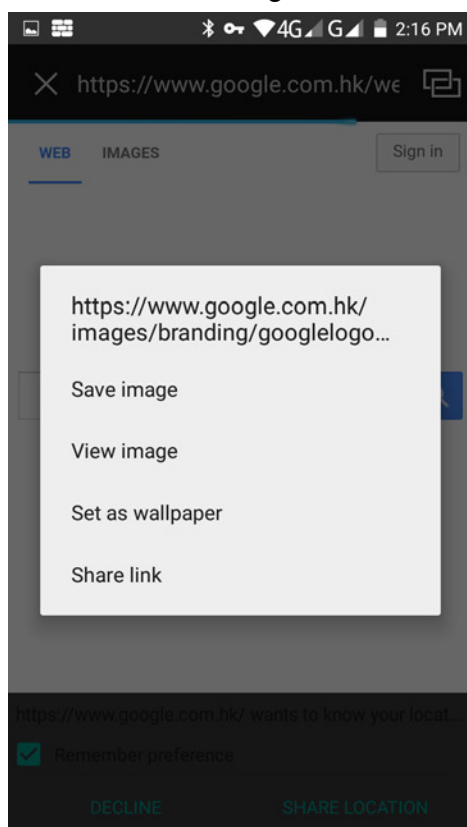 4G G 2:16 PM
https://www.google.com.hk/we
WEB IMAGES Sign in
https://www.google.com.hk/
images/branding/googlelogo...
Save image
View image
Set as wallpaper
Share link
https://www.google.com.hk/ wants to know your locat...
Remember preference
DECLINE SHARE LOCATION